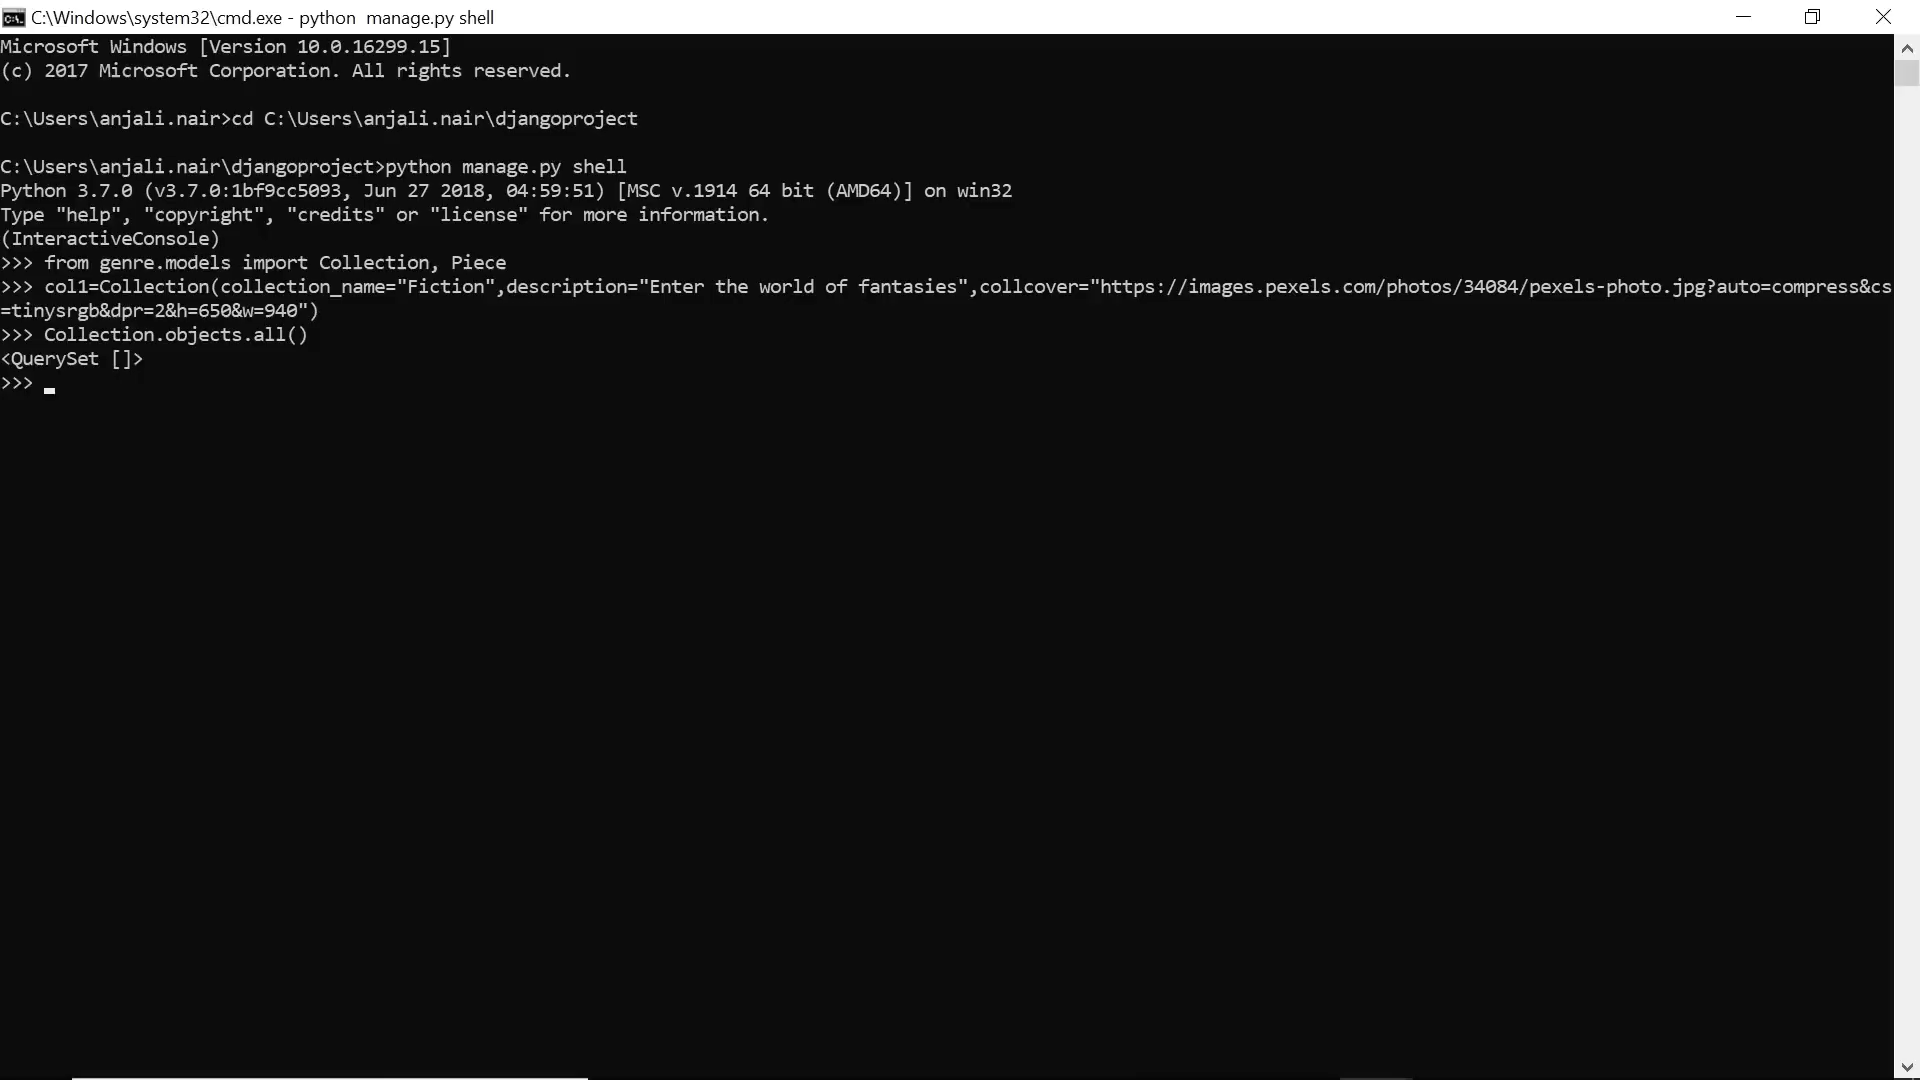 C:\Windows\system32\cmd.exe - python  manage.py shell
Microsoft Windows [Version 10.0.16299.15]
(c) 2017 Microsoft Corporation. All rights reserved.
C:\Users\anjali.nair>cd C:\Users\anjali.nair\djangoproject
C:\Users\anjali.nair\djangoproject>python manage.py shell
Python 3.7.0 (v3.7.0:1bf9cc5093, Jun 27 2018, 04:59:51) [MSC v.1914 64 bit (AMD64)] on win32
Type "help", "copyright", "credits" or "license" for more information.
(InteractiveConsole)
>>> from genre.models import Collection, Piece
>>> col1=Collection(collection_name="Fiction",description="Enter the world of fantasies",collcover="https://images.pexels.com/photos/34084/pexels-photo.jpg?auto=compress&cs
=tinysrgb&dpr=2&h=650&w=940")
>>> Collection.objects.all()
<QuerySet []>
>>>